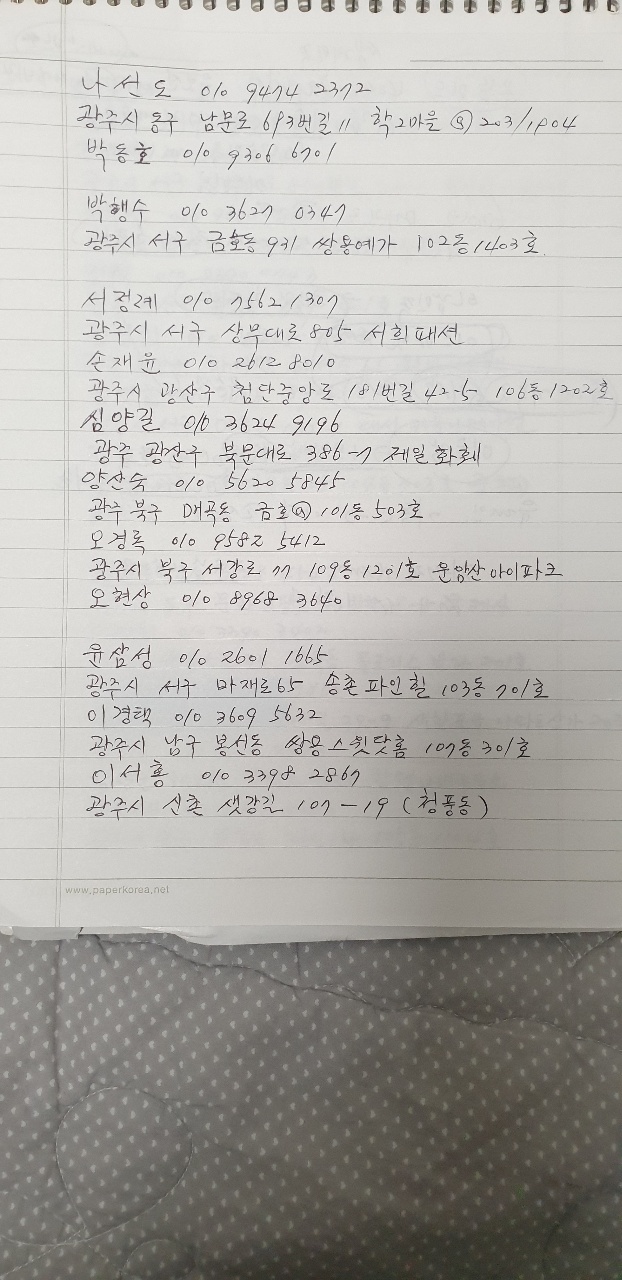 나선도 010 9474 2372
광주시 동구 남문로 693번길 11 학2마을 ⓐ 203/1904
박동호 010 9306 6701
박행수 010 3627 0347
광주시 서구 금호동 931 쌍용예가 102동 1403호
서정례 010 7562 1307
광주시 서구 상무대로 805 서희패션
손재윤 010 2612 8010
광주시 광산구 첨단중앙로 181번길 42-5 106동 1202호
심양길 010 3624 9196
광주 광산구 북문대로 386-7 제일화훼
양산숙 010 5620 5845
광주 북구 매곡동 금호ⓐ 101동 503호
오경록 010 9582 5412
광주시 북구 서강로 77 109동 1201호 운암산아이파크
오현상 010 8968 3640
윤삼성 010 2601 1665
광주시 서구 마재로65 송촌파인힐 103동 701호
이경택 010 3609 5632
광주시 남구 봉선동 쌍용스윗닷홈 107동 301호
이서홍 010 3398 2867
광주시 신촌 샛강길 107-19 (청풍동)
www.paperkorea.net